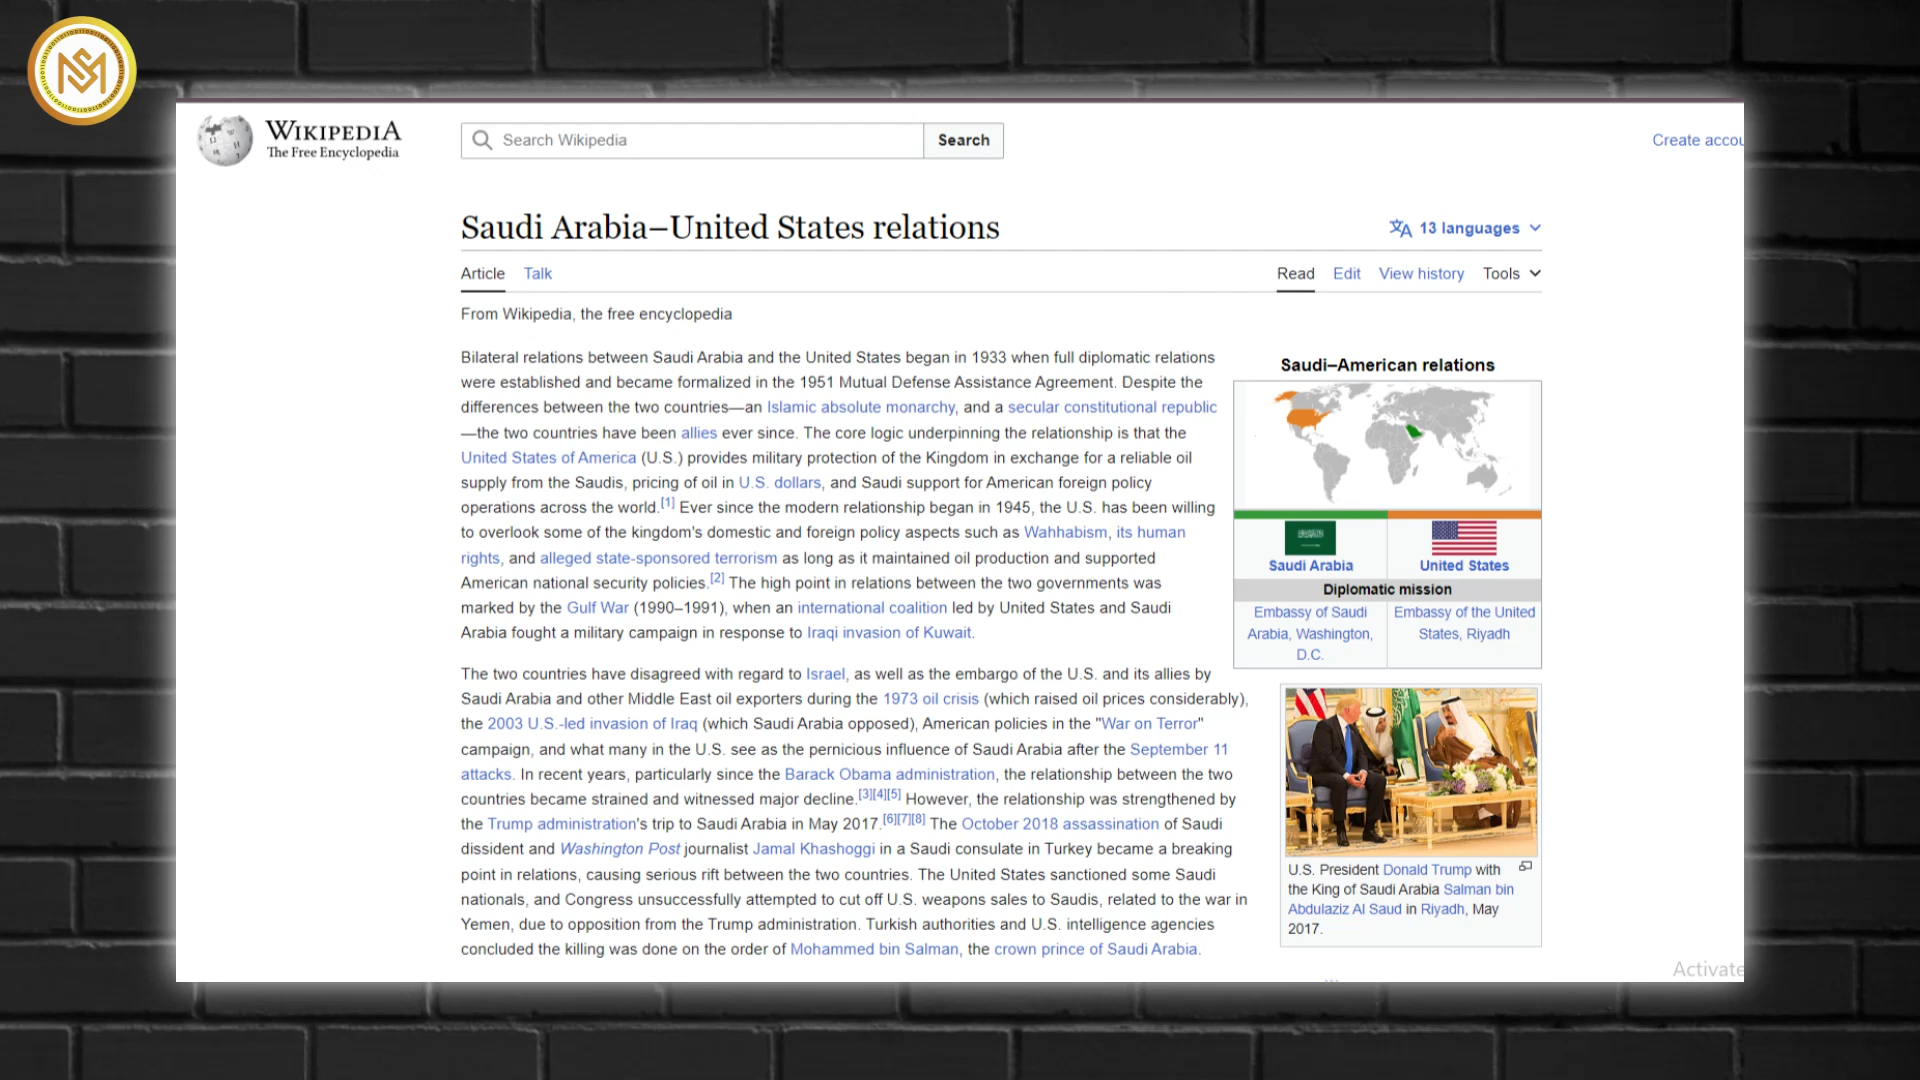 WIKIPEDIA
The Free Encyclopedia
Search Wikipedia
Search
Create accou
Saudi Arabia–United States relations
13 languages
Article Talk
Read Edit View history Tools
From Wikipedia, the free encyclopedia
Bilateral relations between Saudi Arabia and the United States began in 1933 when full diplomatic relations
were established and became formalized in the 1951 Mutual Defense Assistance Agreement. Despite the
differences between the two countries—an Islamic absolute monarchy, and a secular constitutional republic
—the two countries have been allies ever since. The core logic underpinning the relationship is that the
United States of America (U.S.) provides military protection of the Kingdom in exchange for a reliable oil
supply from the Saudis, pricing of oil in U.S. dollars, and Saudi support for American foreign policy
operations across the world.[1] Ever since the modern relationship began in 1945, the U.S. has been willing
to overlook some of the kingdom's domestic and foreign policy aspects such as Wahhabism, its human
rights, and alleged state-sponsored terrorism as long as it maintained oil production and supported
American national security policies.[2] The high point in relations between the two governments was
marked by the Gulf War (1990–1991), when an international coalition led by United States and Saudi
Arabia fought a military campaign in response to Iraqi invasion of Kuwait.
The two countries have disagreed with regard to Israel, as well as the embargo of the U.S. and its allies by
Saudi Arabia and other Middle East oil exporters during the 1973 oil crisis (which raised oil prices considerably),
the 2003 U.S.-led invasion of Iraq (which Saudi Arabia opposed), American policies in the "War on Terror"
campaign, and what many in the U.S. see as the pernicious influence of Saudi Arabia after the September 11
attacks. In recent years, particularly since the Barack Obama administration, the relationship between the two
countries became strained and witnessed major decline.[3][4][5] However, the relationship was strengthened by
the Trump administration's trip to Saudi Arabia in May 2017.[6][7][8] The October 2018 assassination of Saudi
dissident and Washington Post journalist Jamal Khashoggi in a Saudi consulate in Turkey became a breaking
point in relations, causing serious rift between the two countries. The United States sanctioned some Saudi
nationals, and Congress unsuccessfully attempted to cut off U.S. weapons sales to Saudis, related to the war in
Yemen, due to opposition from the Trump administration. Turkish authorities and U.S. intelligence agencies
concluded the killing was done on the order of Mohammed bin Salman, the crown prince of Saudi Arabia.
Saudi–American relations
Saudi Arabia
United States
Diplomatic mission
Embassy of Saudi
Arabia, Washington,
D.C.
Embassy of the United
States, Riyadh
U.S. President Donald Trump with
the King of Saudi Arabia Salman bin
Abdulaziz Al Saud in Riyadh, May
2017.
Activate